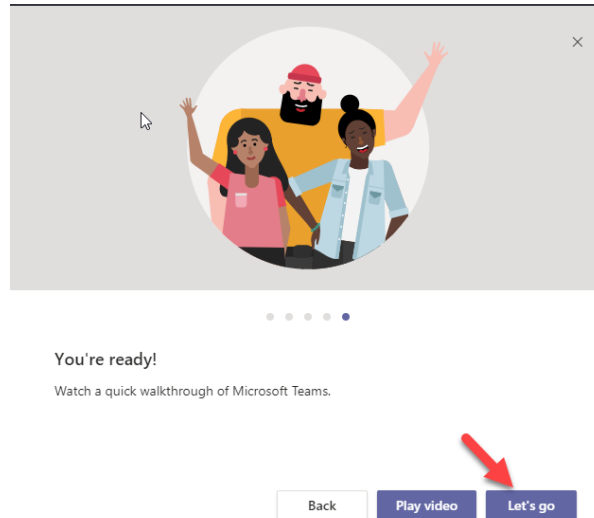 You're ready!
Watch a quick walkthrough of Microsoft Teams.
Back Play video Let's go